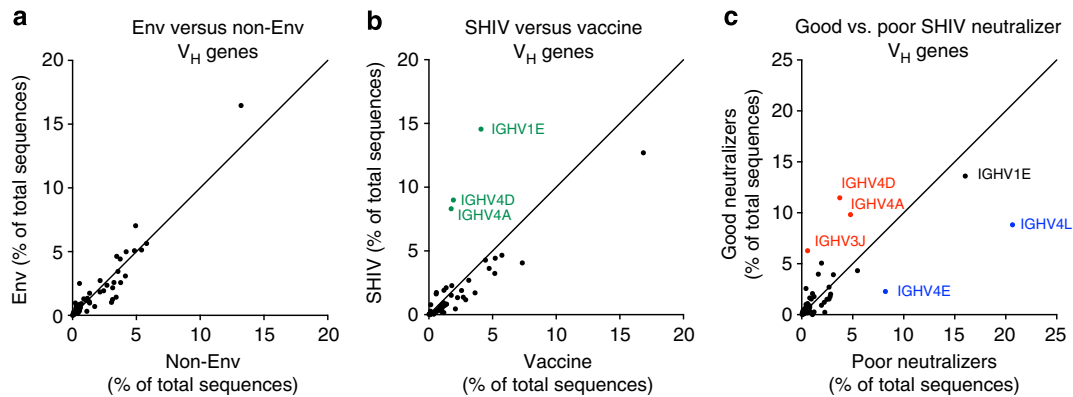 a
Env versus non-Env
VH genes
Env (% of total sequences)
20
15
10
5
0
0 5 10 15 20
Non-Env
(% of total sequences)
b
SHIV versus vaccine
VH genes
SHIV (% of total sequences)
20
15
10
5
0
IGHV1E
IGHV4D
IGHV4A
0 5 10 15 20
Vaccine
(% of total sequences)
c
Good vs. poor SHIV neutralizer
VH genes
Good neutralizers
(% of total sequences)
25
20
15
10
5
0
IGHV1E
IGHV4D
IGHV4A
IGHV4L
IGHV3J
IGHV4E
0 5 10 15 20 25
Poor neutralizers
(% of total sequences)